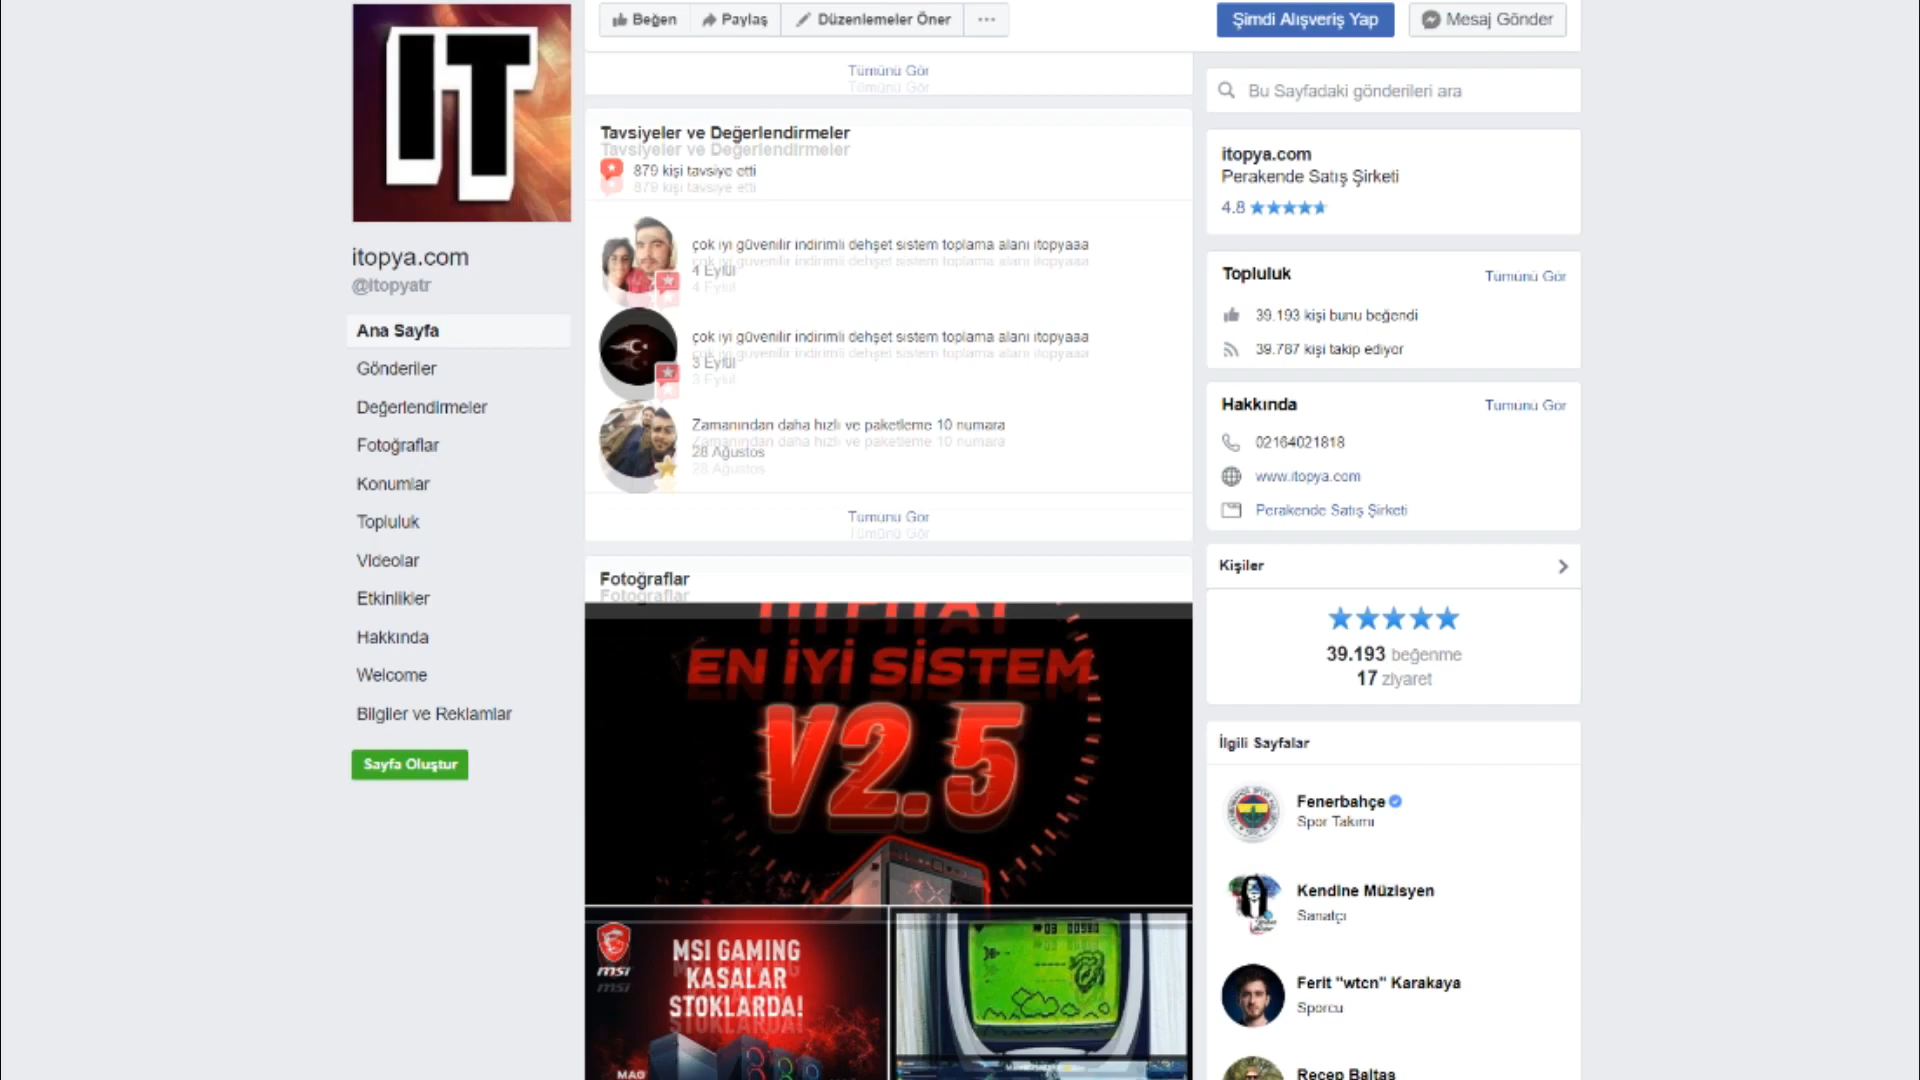 IT
itopya.com
@itopyatr
Ana Sayfa
Gönderiler
Değerlendirmeler
Fotoğraflar
Konumlar
Topluluk
Videolar
Etkinlikler
Hakkında
Welcome
Bilgiler ve Reklamlar
Sayfa Oluştur
Beğen
Paylaş
Düzenlemeler Öner
Şimdi Alışveriş Yap
Mesaj Gönder
Tümünü Gör
Tavsiyeler ve Değerlendirmeler
879 kişi tavsiye etti
çok iyi güvenilir indirimli dehşet sistem toplama alanı itopyaaa
4 Eylül
çok iyi güvenilir indirimli dehşet sistem toplama alanı itopyaaa
3 Eylül
Zamanından daha hızlı ve paketleme 10 numara
28 Ağustos
Tümünü Gör
Fotoğraflar
EN İYİ SİSTEM
V2.5
msi
MSI GAMING
KASALAR
STOKLARDA!
MAG
Bu Sayfadaki gönderileri ara
itopya.com
Perakende Satış Şirketi
4.8
Topluluk
Tümünü Gör
39.193 kişi bunu beğendi
39.787 kişi takip ediyor
Hakkında
Tümünü Gör
02164021818
www.itopya.com
Perakende Satış Şirketi
Kişiler
39.193 beğenme
17 ziyaret
İlgili Sayfalar
Fenerbahçe
Spor Takımı
Kendine Müzisyen
Sanatçı
Ferit "wtcn" Karakaya
Sporcu
Recep Baltaş